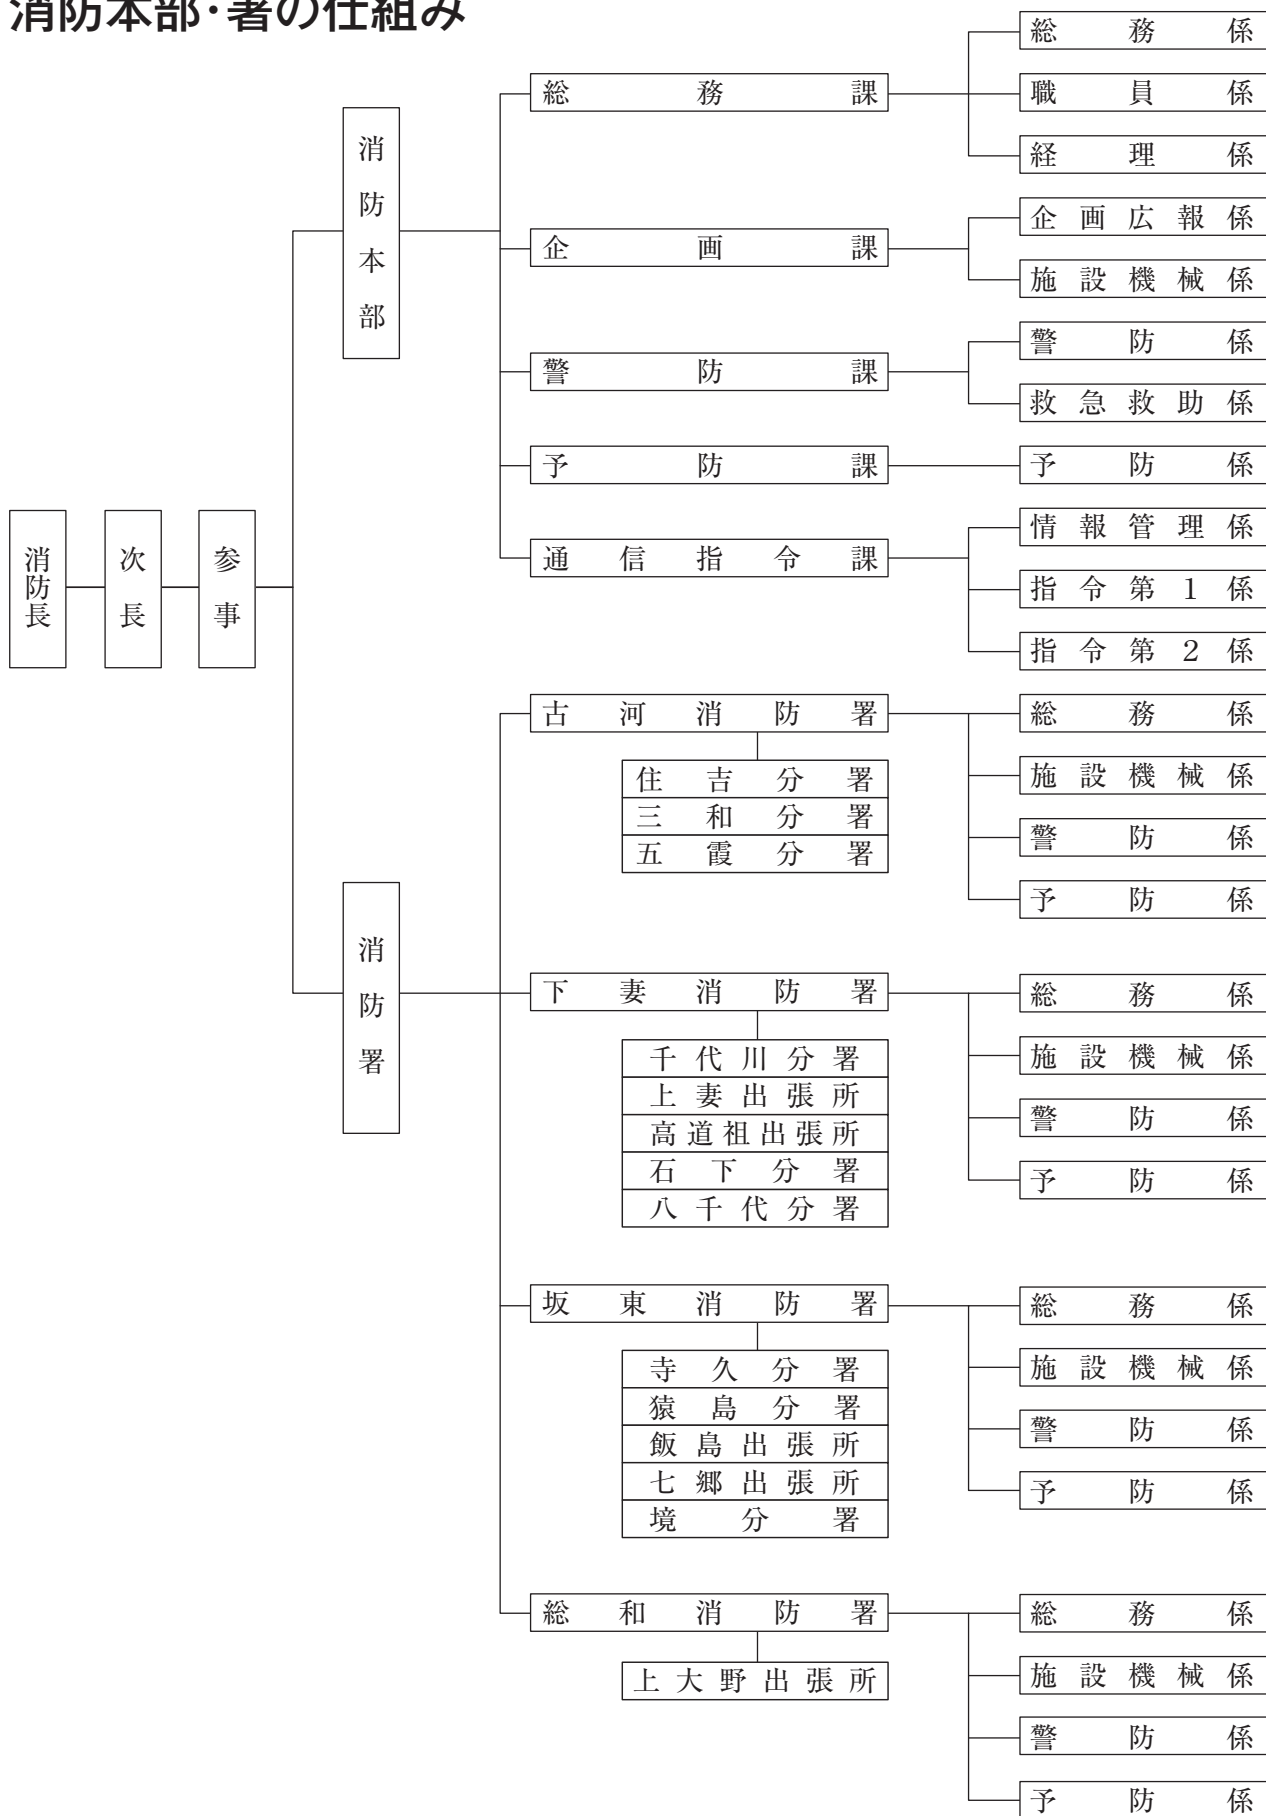 消防本部・署の仕組み
消防長
次長
参事
消防本部
総務課
総務係
職員係
経理係
企画課
企画広報係
施設機械係
警防課
警防係
救急救助係
予防課
予防係
通信指令課
情報管理係
指令第1係
指令第2係
消防署
古河消防署
住吉分署
三和分署
五霞分署
総務係
施設機械係
警防係
予防係
下妻消防署
千代川分署
上妻出張所
高道祖出張所
石下分署
八千代分署
総務係
施設機械係
警防係
予防係
坂東消防署
寺久分署
猿島分署
飯島出張所
七郷出張所
境分署
総務係
施設機械係
警防係
予防係
総和消防署
上大野出張所
総務係
施設機械係
警防係
予防係